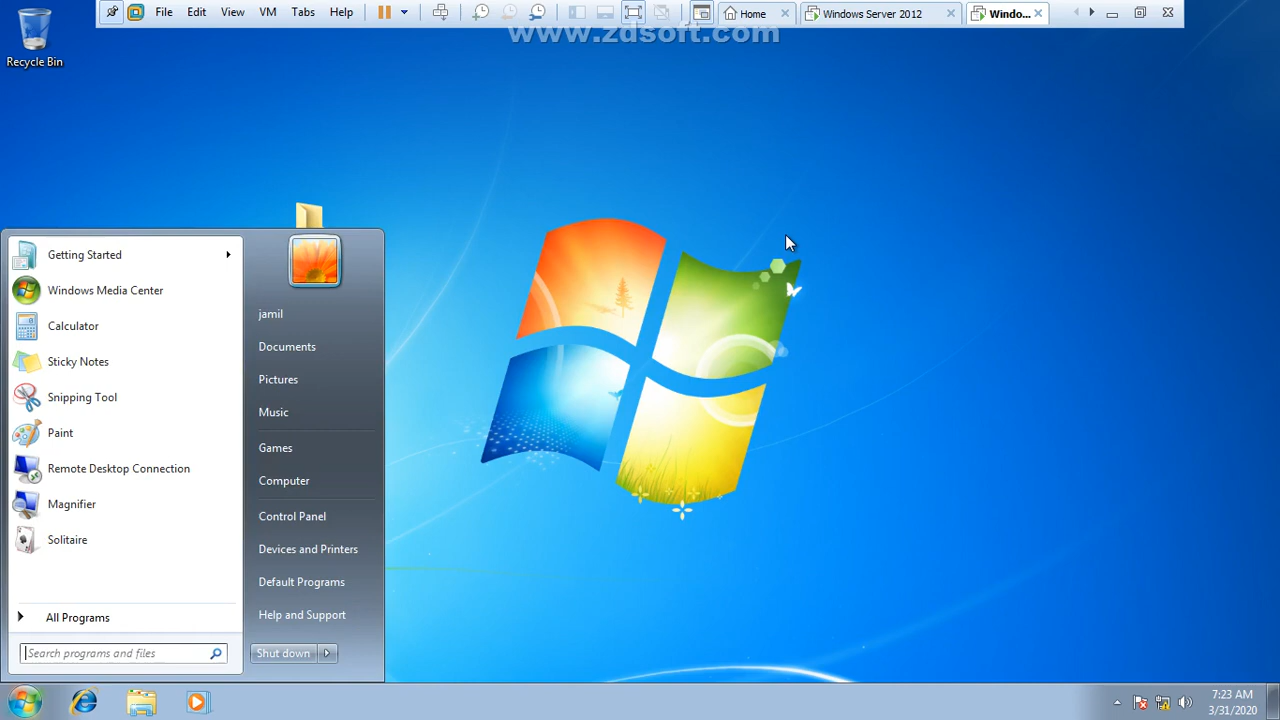 File Edit View VM Tabs Help
Home
Windows Server 2012
Windo...
www.zdsoft.com
Recycle Bin
Getting Started
Windows Media Center
Calculator
Sticky Notes
Snipping Tool
Paint
Remote Desktop Connection
Magnifier
Solitaire
All Programs
Search programs and files
jamil
Documents
Pictures
Music
Games
Computer
Control Panel
Devices and Printers
Default Programs
Help and Support
Shut down
7:23 AM
3/31/2020